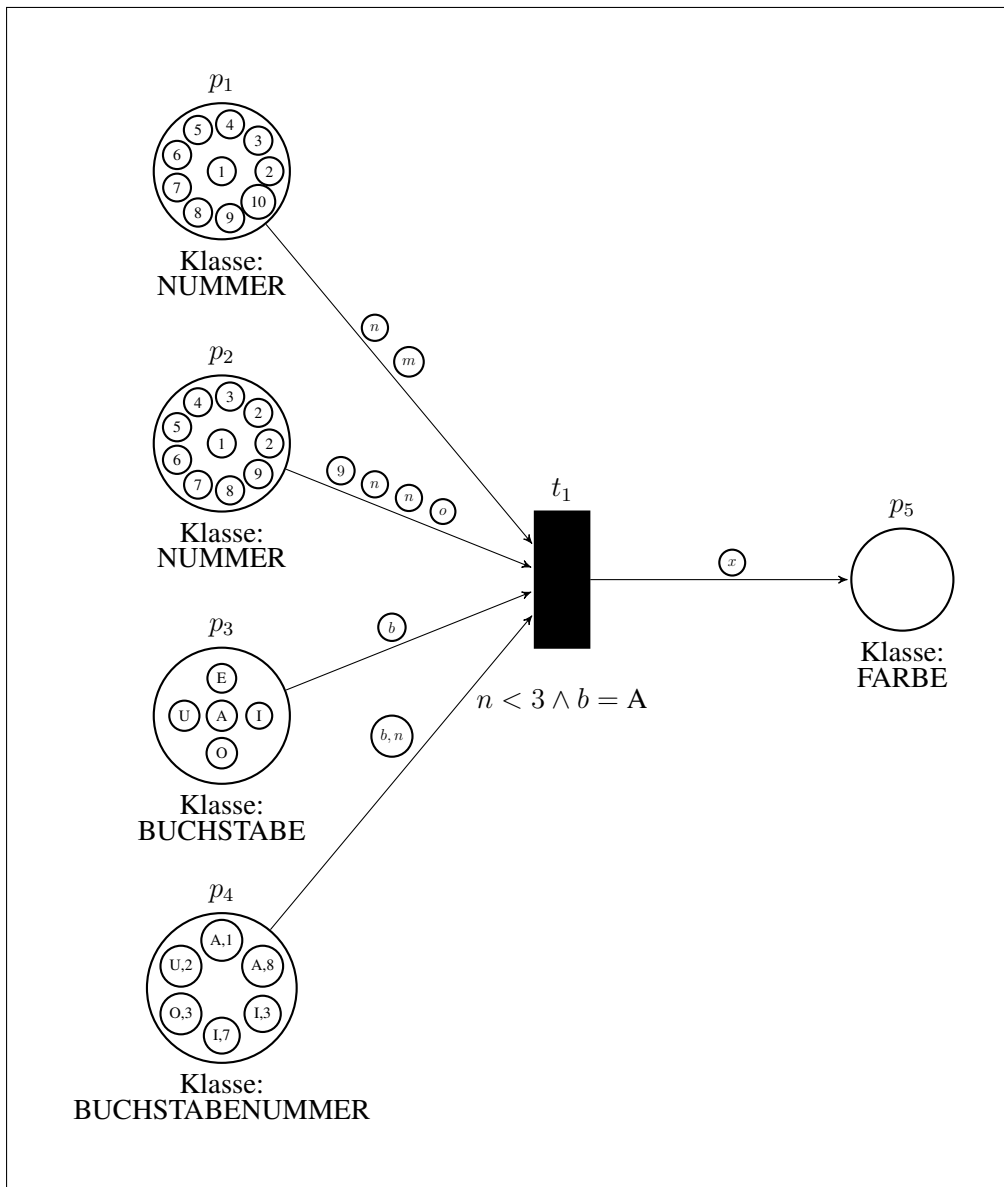 p₁
5 4 3
6 1 2
7 8 9 10
Klasse:
NUMMER
n
m
p₂
4 3 2
5 1 2
6 7 8 9
Klasse:
NUMMER
9 n n o
t₁
x
p₅
Klasse:
FARBE
p₃
E
U A I
O
Klasse:
BUCHSTABE
b
n < 3 ∧ b = A
b, n
p₄
A,1
U,2 A,8
O,3 I,3
I,7
Klasse:
BUCHSTABENUMMER